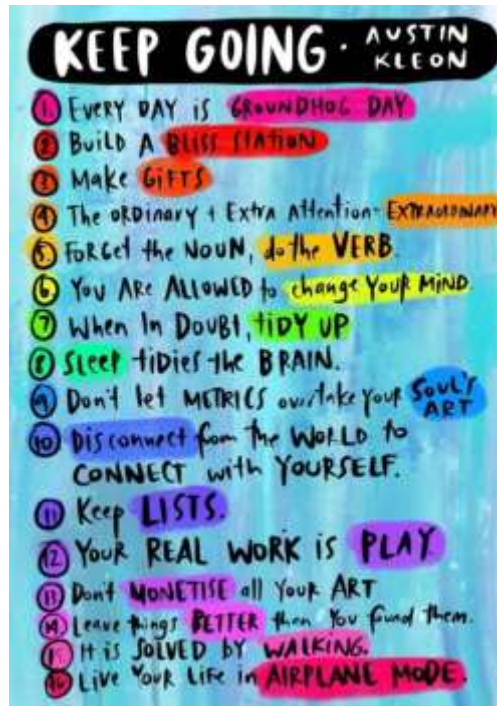 KEEP GOING · AUSTIN KLEON
1. EVERY DAY is GROUNDHOG DAY
2 BUiLD A BLISS STATION
3 Make GiFTS
4 The ORDiNARY + Extra Attention = EXTRAORDINARY
5. FORGet the NOUN, do the VERB.
6 YOU ARE ALLOWED to change YOUR MiND.
7 When In DOUBt, tiDY UP
8 SLEEP tiDies the BRAIN.
9 DON't let METRICS overtake your SOUL'S ART
10 Disconnect from the WORLD to
CONNECT with YOURSELF.
11 Keep LISTS.
12. YOUR REAL WORK is PLAY
13 Don't MONETISE all YOUR ART
14. Leave things BETTER than You found them.
15 It is SOLVED BY WALKING.
16 LiVE YOUR LiFe in AIRPLANE MODE.